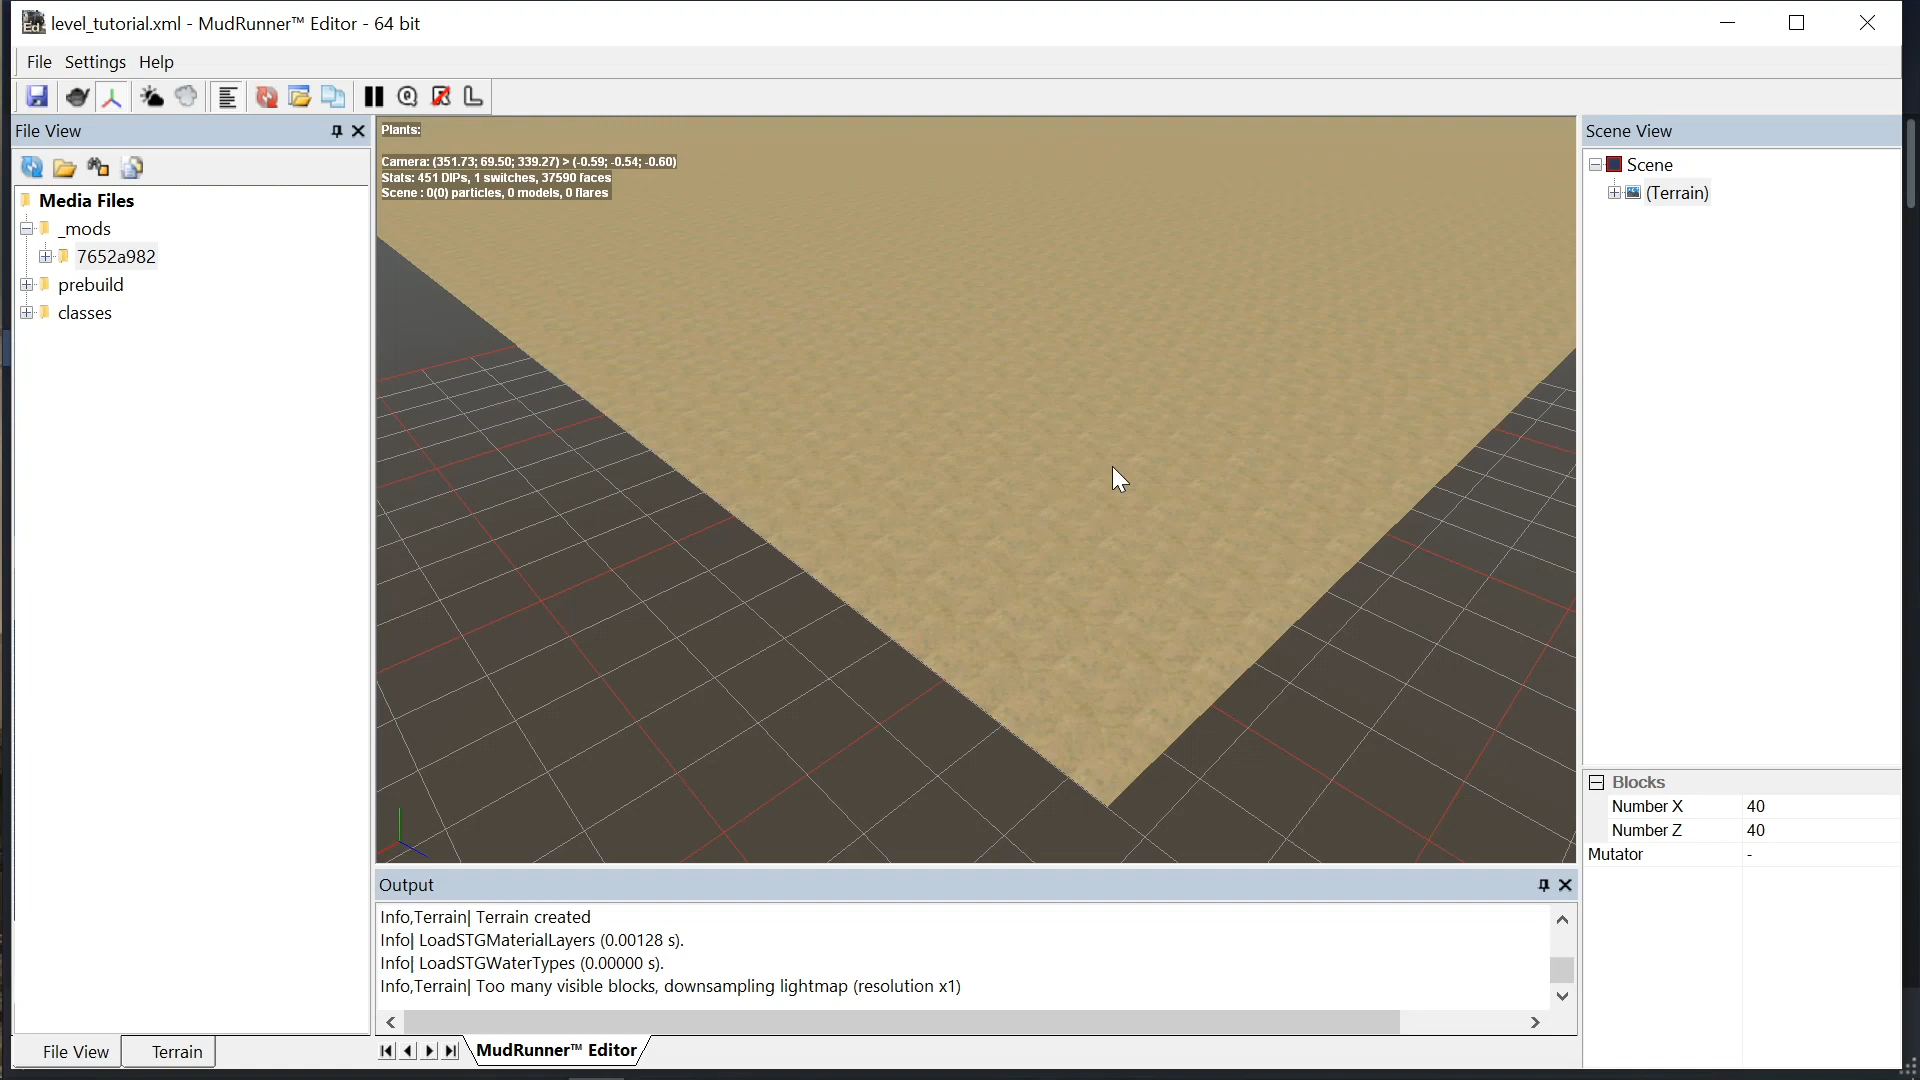 level_tutorial.xml - MudRunner™ Editor - 64 bit
File Settings Help
File View
Media Files
_mods
7652a982
prebuild
classes
File View
Terrain
Plants:
Camera: (351.73; 69.50; 339.27) > (-0.59; -0.54; -0.60)
Stats: 451 DIPs, 1 switches, 37590 faces
Scene : 0(0) particles, 0 models, 0 flares
Output
Info,Terrain| Terrain created
Info| LoadSTGMaterialLayers (0.00128 s).
Info| LoadSTGWaterTypes (0.00000 s).
Info,Terrain| Too many visible blocks, downsampling lightmap (resolution x1)
MudRunner™ Editor
Scene View
Scene
(Terrain)
Blocks
Number X 40
Number Z 40
Mutator -